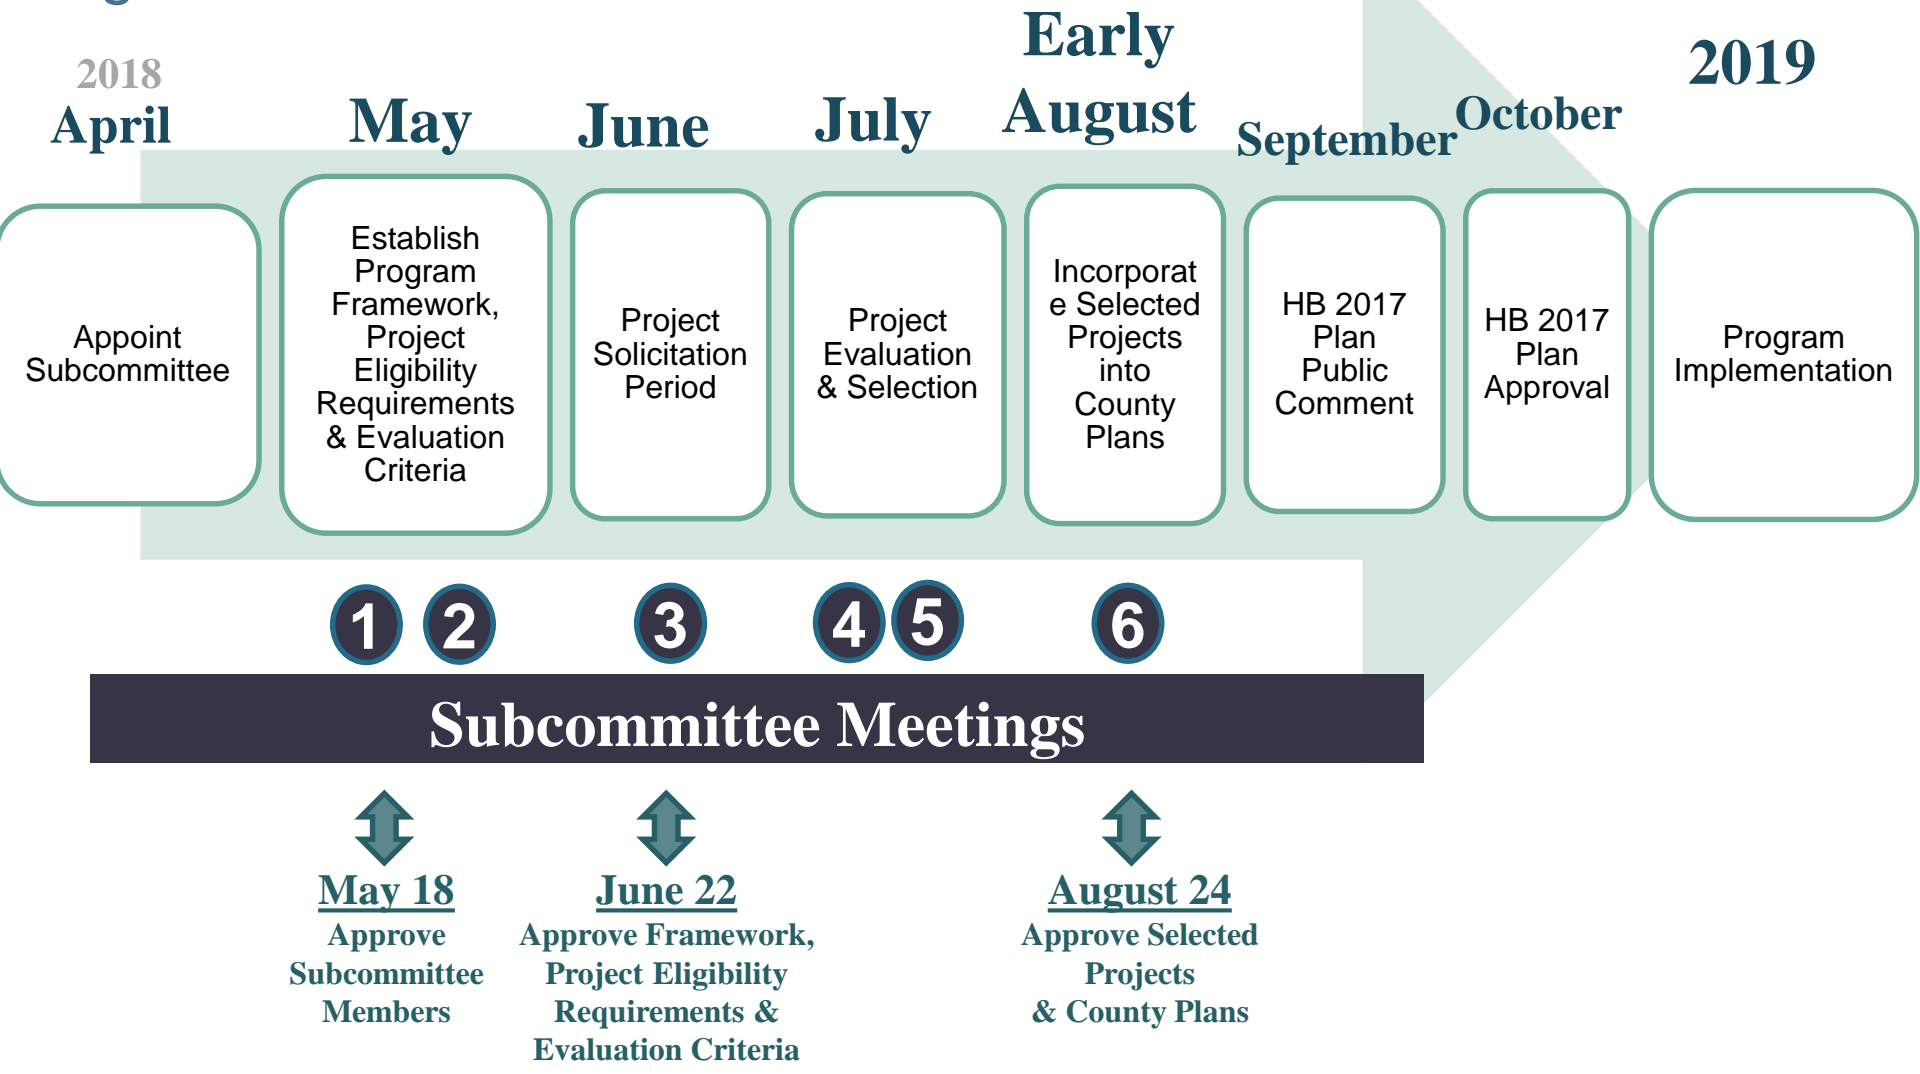 2018
April
May
June
July
Early
August
September
October
2019
Appoint
Subcommittee
Establish
Program
Framework,
Project
Eligibility
Requirements
& Evaluation
Criteria
Project
Solicitation
Period
Project
Evaluation
& Selection
Incorporat
e Selected
Projects
into
County
Plans
HB 2017
Plan
Public
Comment
HB 2017
Plan
Approval
Program
Implementation
1 2 3 4 5 6
Subcommittee Meetings
May 18
Approve
Subcommittee
Members
June 22
Approve Framework,
Project Eligibility
Requirements &
Evaluation Criteria
August 24
Approve Selected
Projects
& County Plans